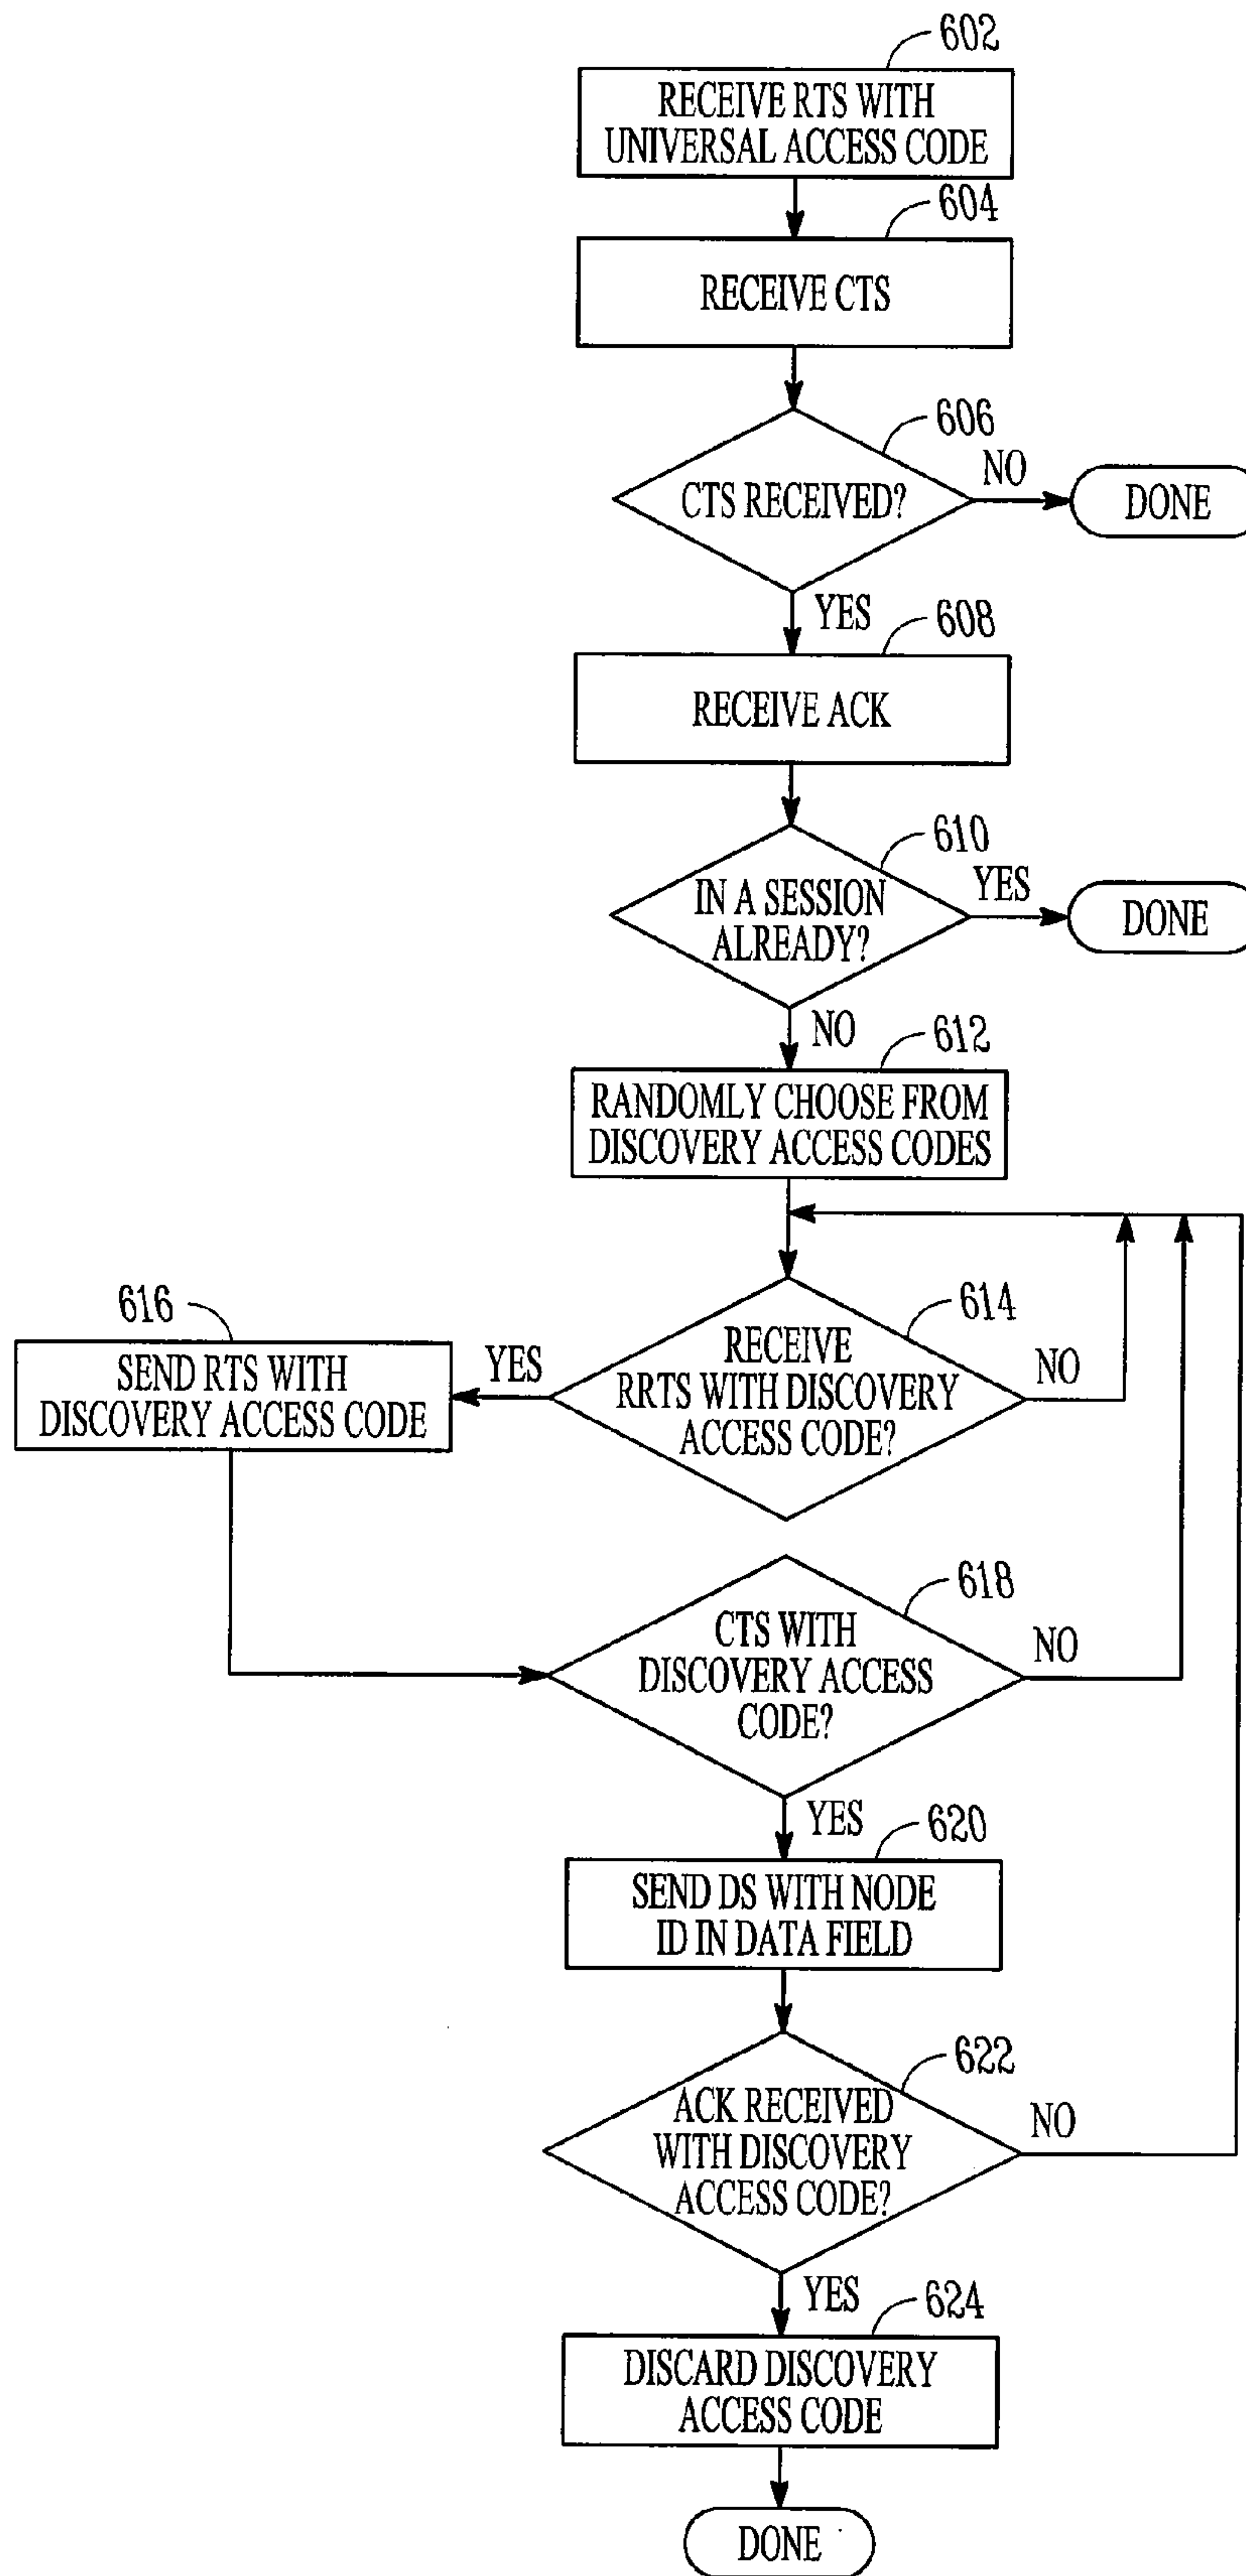 602
RECEIVE RTS WITH
UNIVERSAL ACCESS CODE
604
RECEIVE CTS
606
CTS RECEIVED?
NO
DONE
YES
608
RECEIVE ACK
610
IN A SESSION
ALREADY?
YES
DONE
NO
612
RANDOMLY CHOOSE FROM
DISCOVERY ACCESS CODES
614
RECEIVE
RRTS WITH DISCOVERY
ACCESS CODE?
NO
YES
616
SEND RTS WITH
DISCOVERY ACCESS CODE
618
CTS WITH
DISCOVERY ACCESS
CODE?
NO
YES
620
SEND DS WITH NODE
ID IN DATA FIELD
622
ACK RECEIVED
WITH DISCOVERY
ACCESS CODE?
NO
YES
624
DISCARD DISCOVERY
ACCESS CODE
DONE